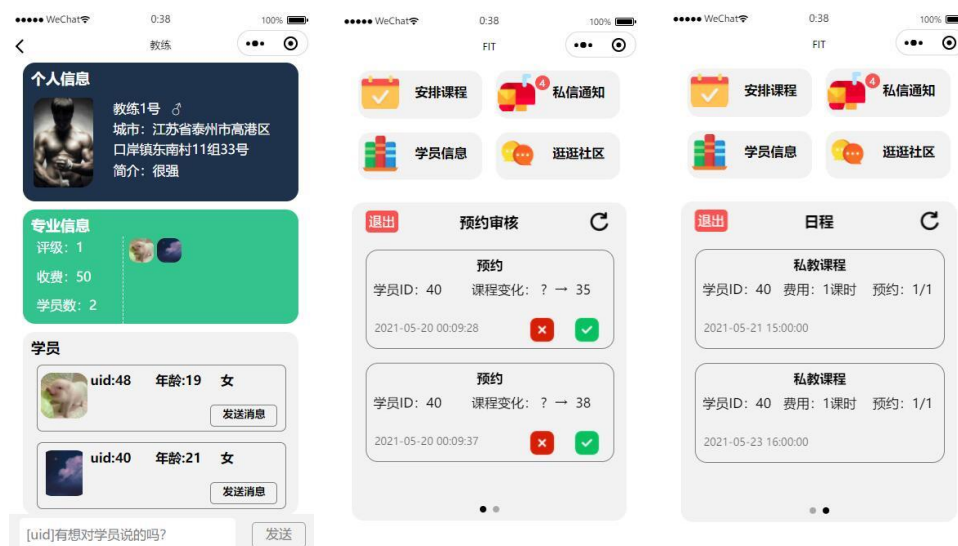 WeChat 0:38 100%
教练
个人信息
教练1号 ♂
城市：江苏省泰州市高港区
口岸镇东南村11组33号
简介：很强
专业信息
评级：1
收费：50
学员数：2
学员
uid:48 年龄:19 女
发送消息
uid:40 年龄:21 女
发送消息
[uid]有想对学员说的吗？ 发送
WeChat 0:38 100%
FIT
安排课程 4 私信通知
学员信息 逛逛社区
退出 预约审核
预约
学员ID：40 课程变化：？→ 35
2021-05-20 00:09:28
预约
学员ID：40 课程变化：？→ 38
2021-05-20 00:09:37
WeChat 0:38 100%
FIT
安排课程 4 私信通知
学员信息 逛逛社区
退出 日程
私教课程
学员ID：40 费用：1课时 预约：1/1
2021-05-21 15:00:00
私教课程
学员ID：40 费用：1课时 预约：1/1
2021-05-23 16:00:00